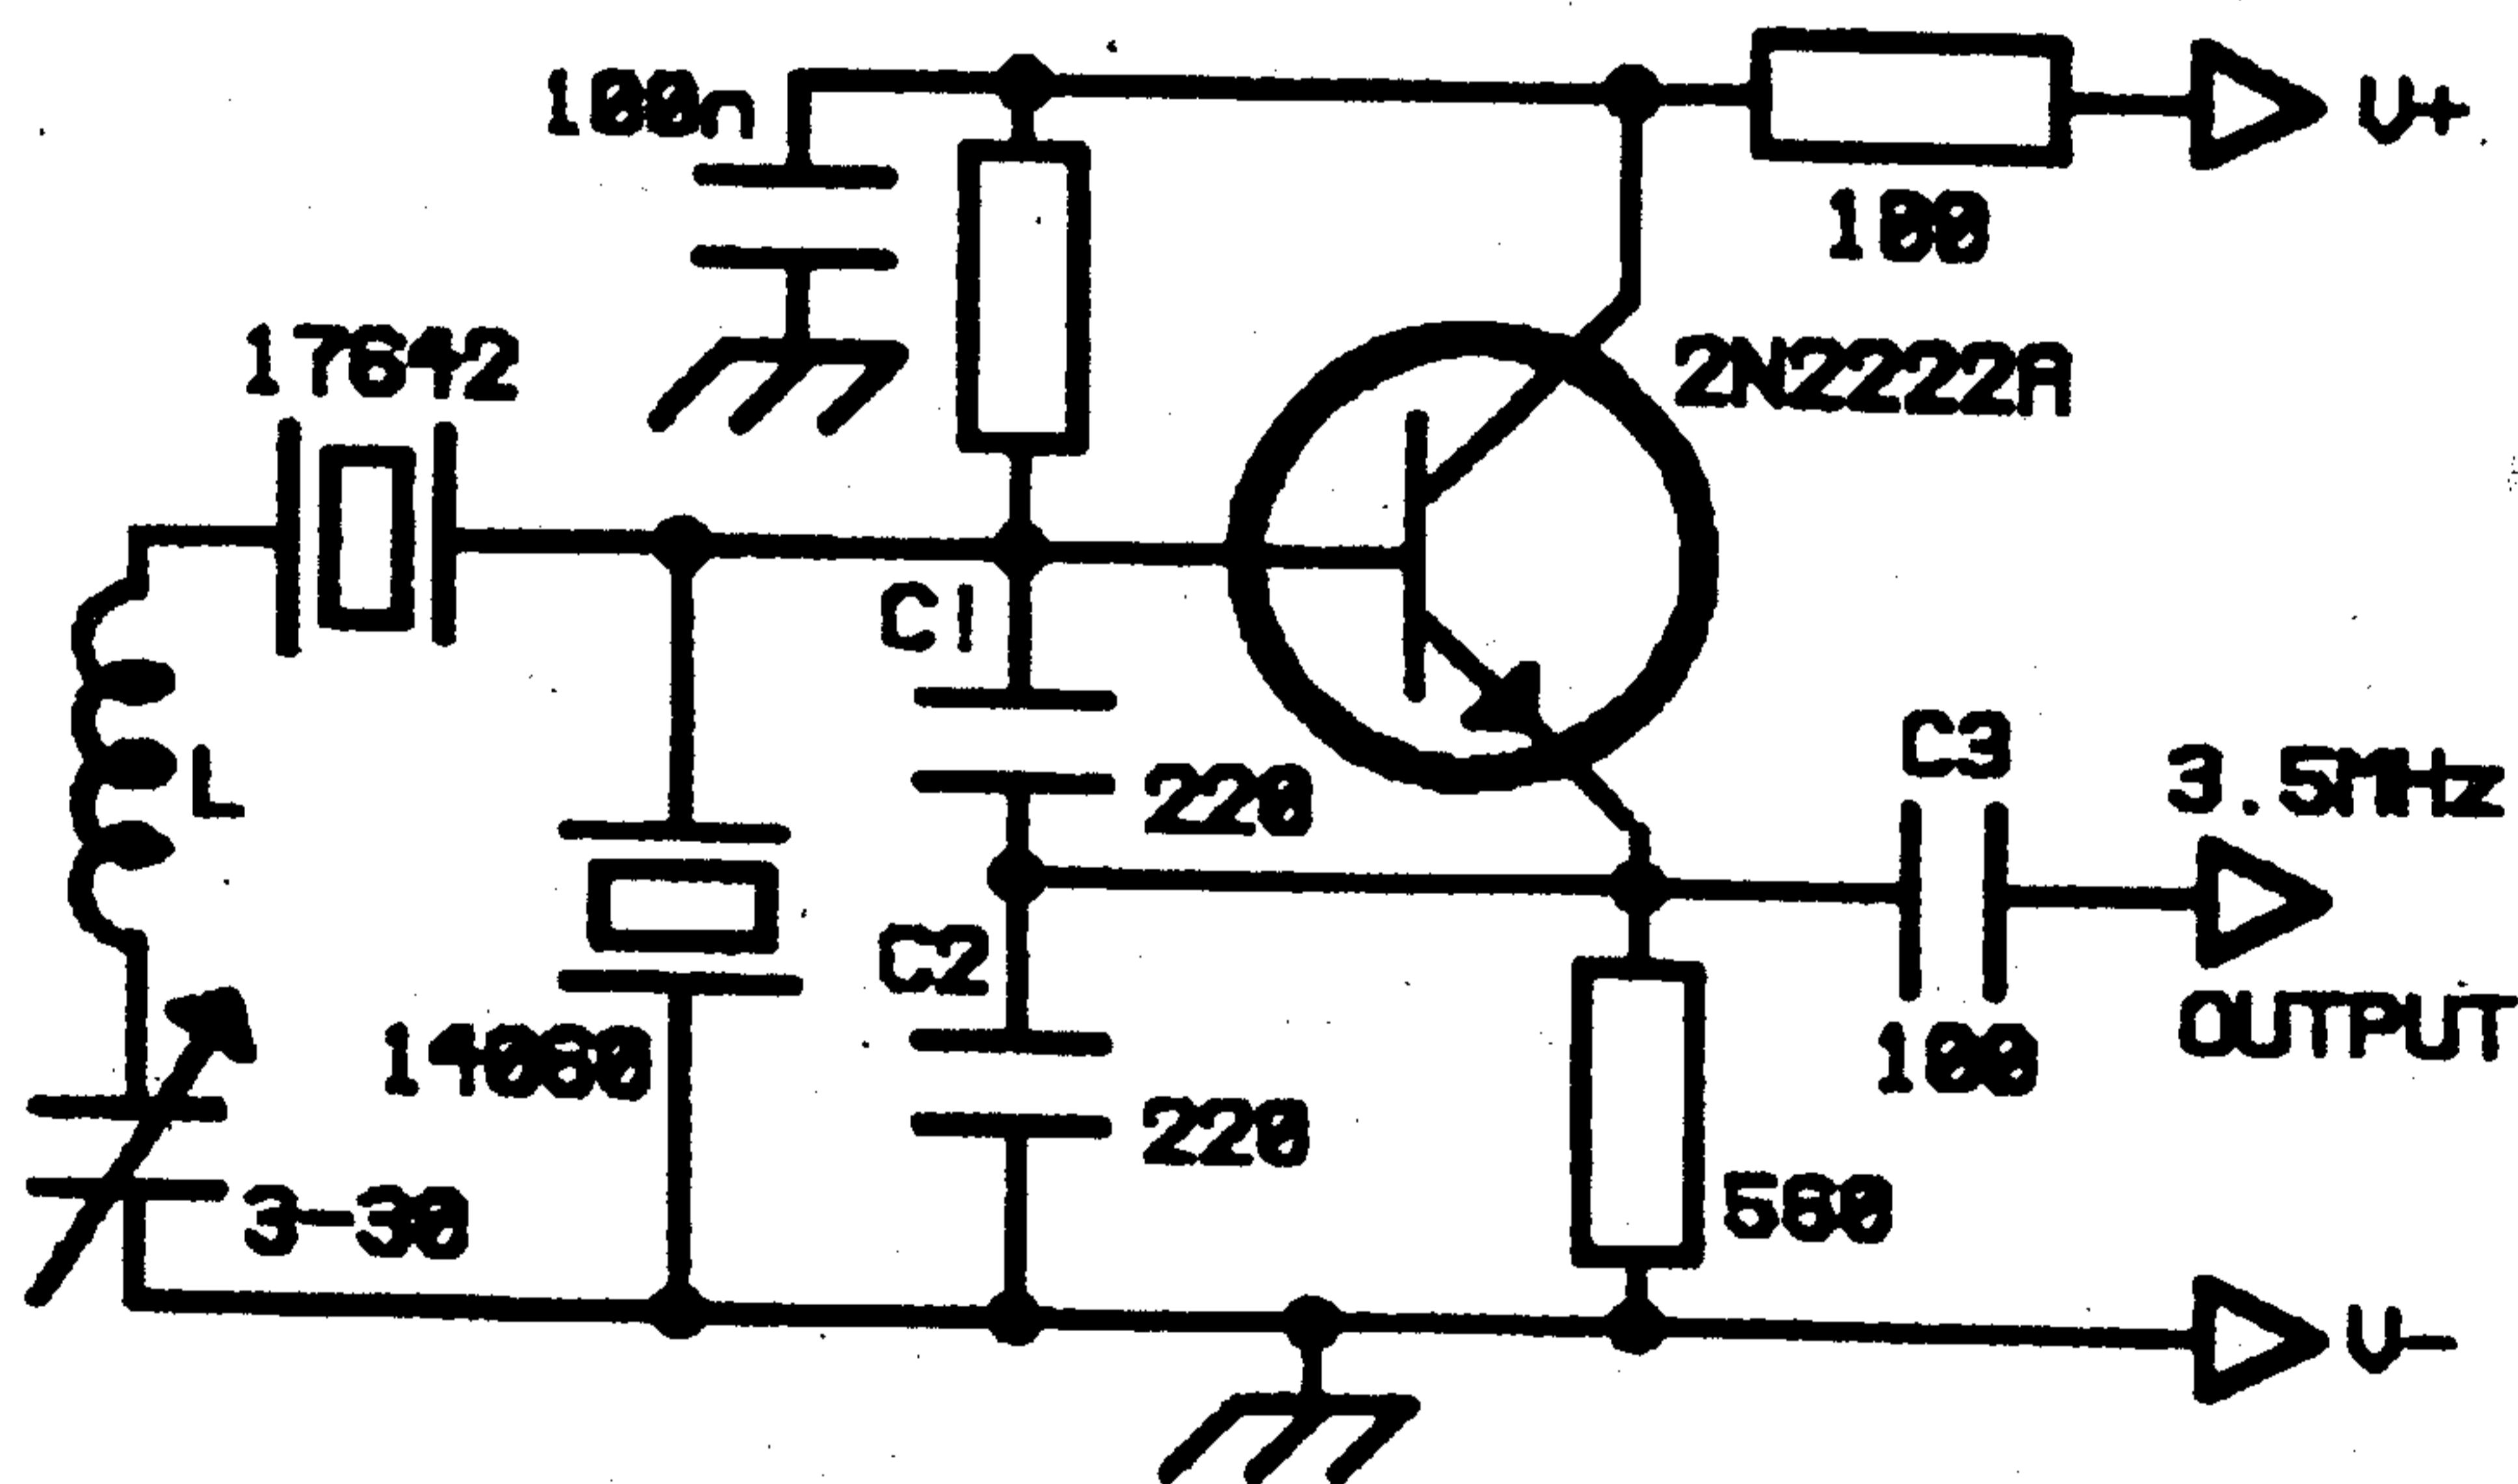 100n
V+
100
17642
2N2222A
C1
C3
3.5MHz
L
220
C2
14060
100
OUTPUT
220
3-30
560
V-